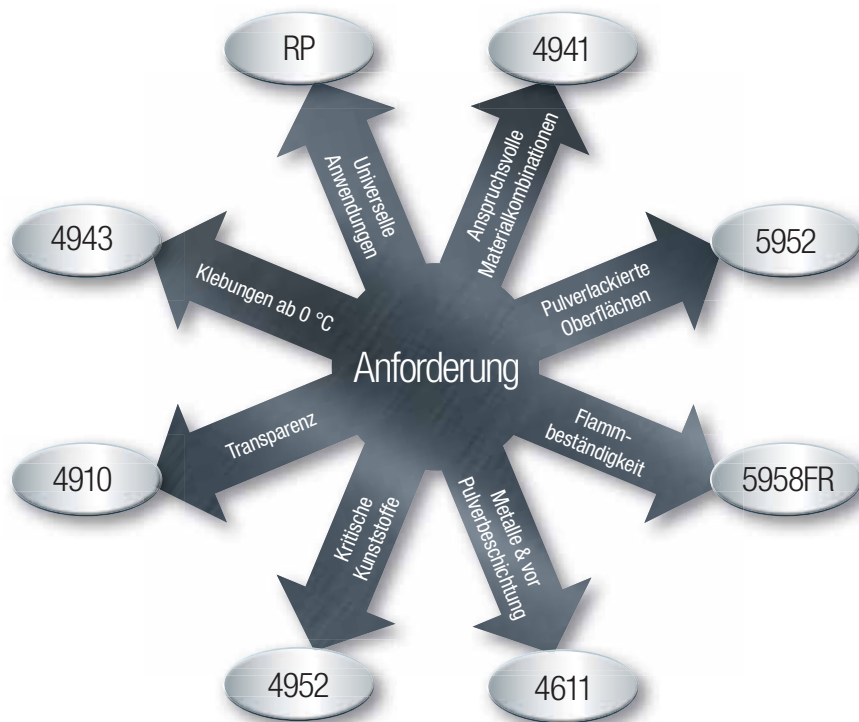 RP
4941
Universelle
Anwendungen
Anspruchsvolle
Materialkombinationen
4943
5952
Klebungen ab 0 °C
Pulverlackierte
Oberflächen
Anforderung
Transparenz
Flamm-
beständigkeit
4910
5958FR
Kritische
Kunststoffe
Metalle & vor
Pulverbeschichtung
4952
4611